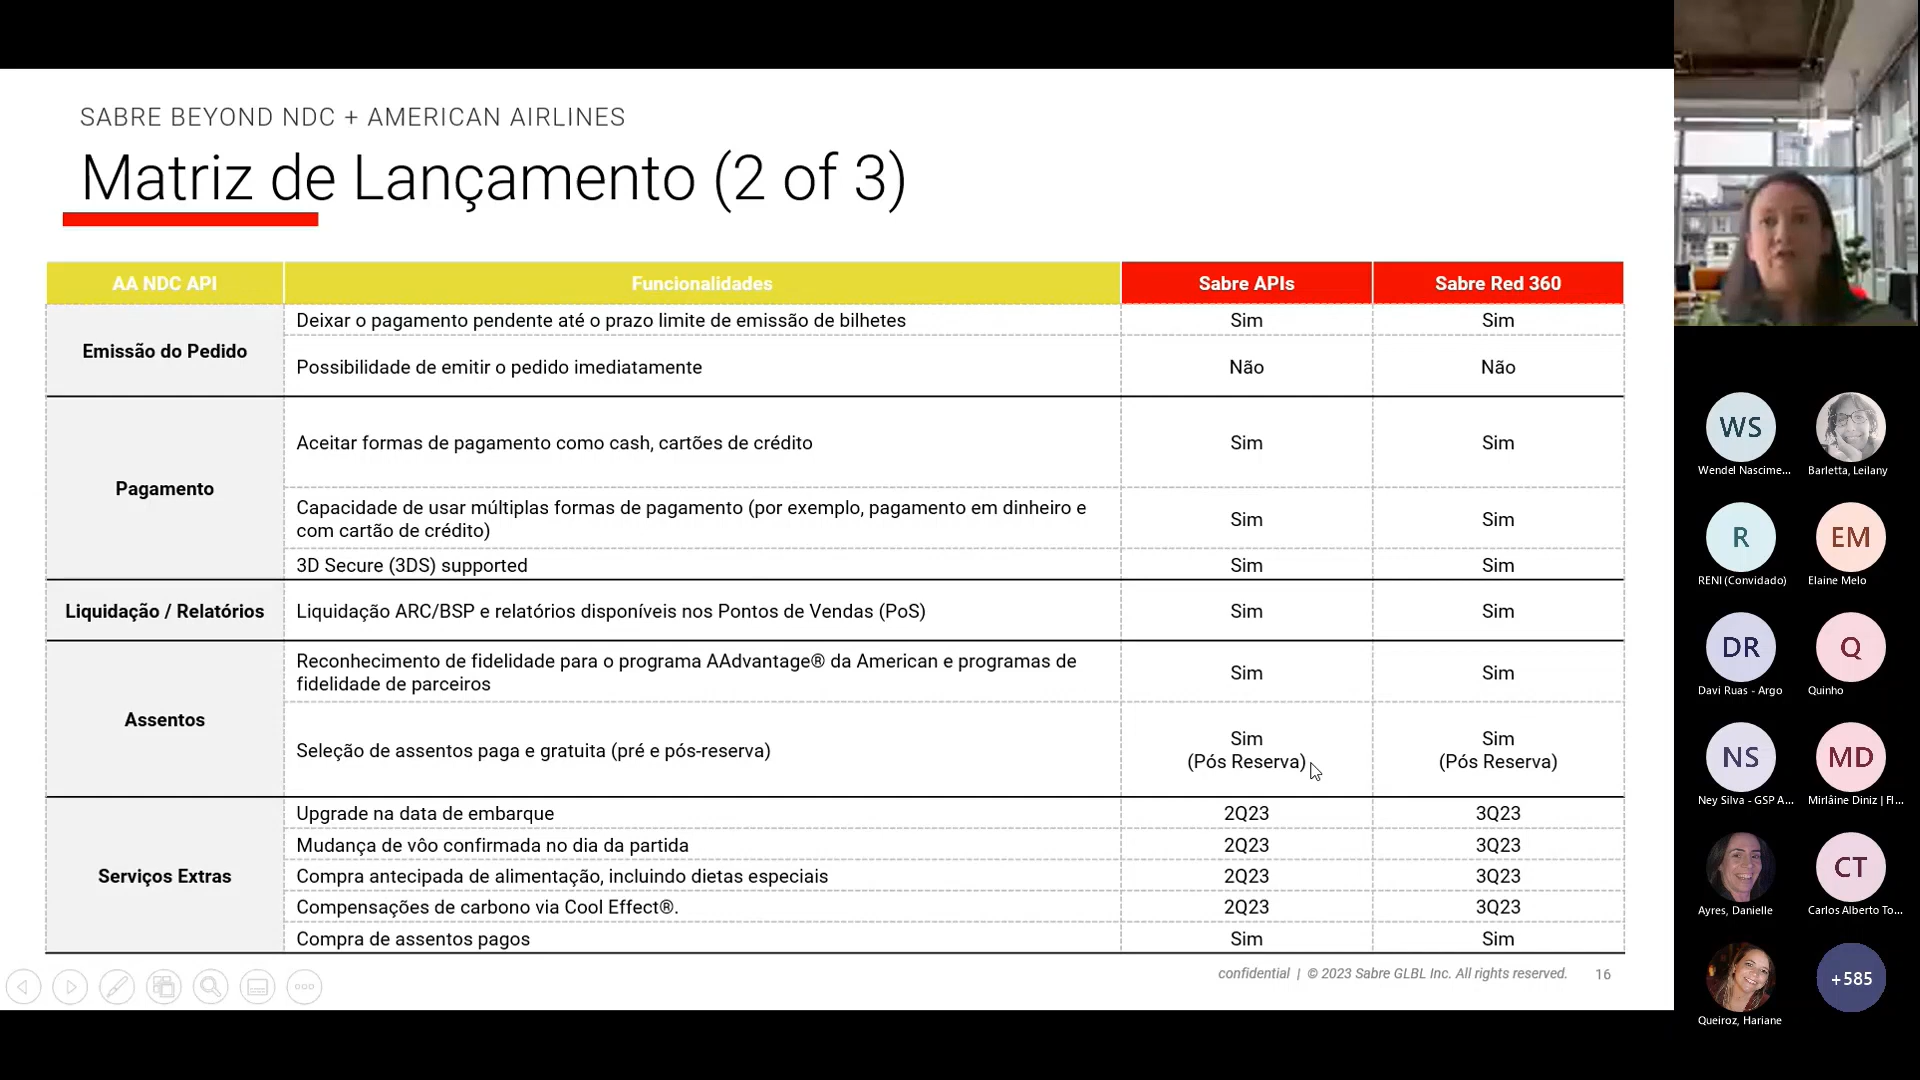 SABRE BEYOND NDC + AMERICAN AIRLINES
Matriz de Lançamento (2 of 3)
AA NDC API Funcionalidades Sabre APIs Sabre Red 360
Emissão do Pedido
Deixar o pagamento pendente até o prazo limite de emissão de bilhetes Sim Sim
Possibilidade de emitir o pedido imediatamente Não Não
Pagamento
Aceitar formas de pagamento como cash, cartões de crédito Sim Sim
Capacidade de usar múltiplas formas de pagamento (por exemplo, pagamento em dinheiro e
com cartão de crédito) Sim Sim
3D Secure (3DS) supported Sim Sim
Liquidação / Relatórios Liquidação ARC/BSP e relatórios disponíveis nos Pontos de Vendas (PoS) Sim Sim
Assentos
Reconhecimento de fidelidade para o programa AAdvantage® da American e programas de
fidelidade de parceiros Sim Sim
Seleção de assentos paga e gratuita (pré e pós-reserva) Sim Sim
(Pós Reserva) (Pós Reserva)
Serviços Extras
Upgrade na data de embarque 2Q23 3Q23
Mudança de vôo confirmada no dia da partida 2Q23 3Q23
Compra antecipada de alimentação, incluindo dietas especiais 2Q23 3Q23
Compensações de carbono via Cool Effect®. 2Q23 3Q23
Compra de assentos pagos Sim Sim
confidential | © 2023 Sabre GLBL Inc. All rights reserved. 16
WS
Wendel Nascime... Barletta, Leilany
R EM
RENI (Convidado) Elaine Melo
DR Q
Davi Ruas - Argo Quinho
NS MD
Ney Silva - GSP A... Mirláine Diniz | Fl...
CT
Ayres, Danielle Carlos Alberto To...
+585
Queiroz, Hariane